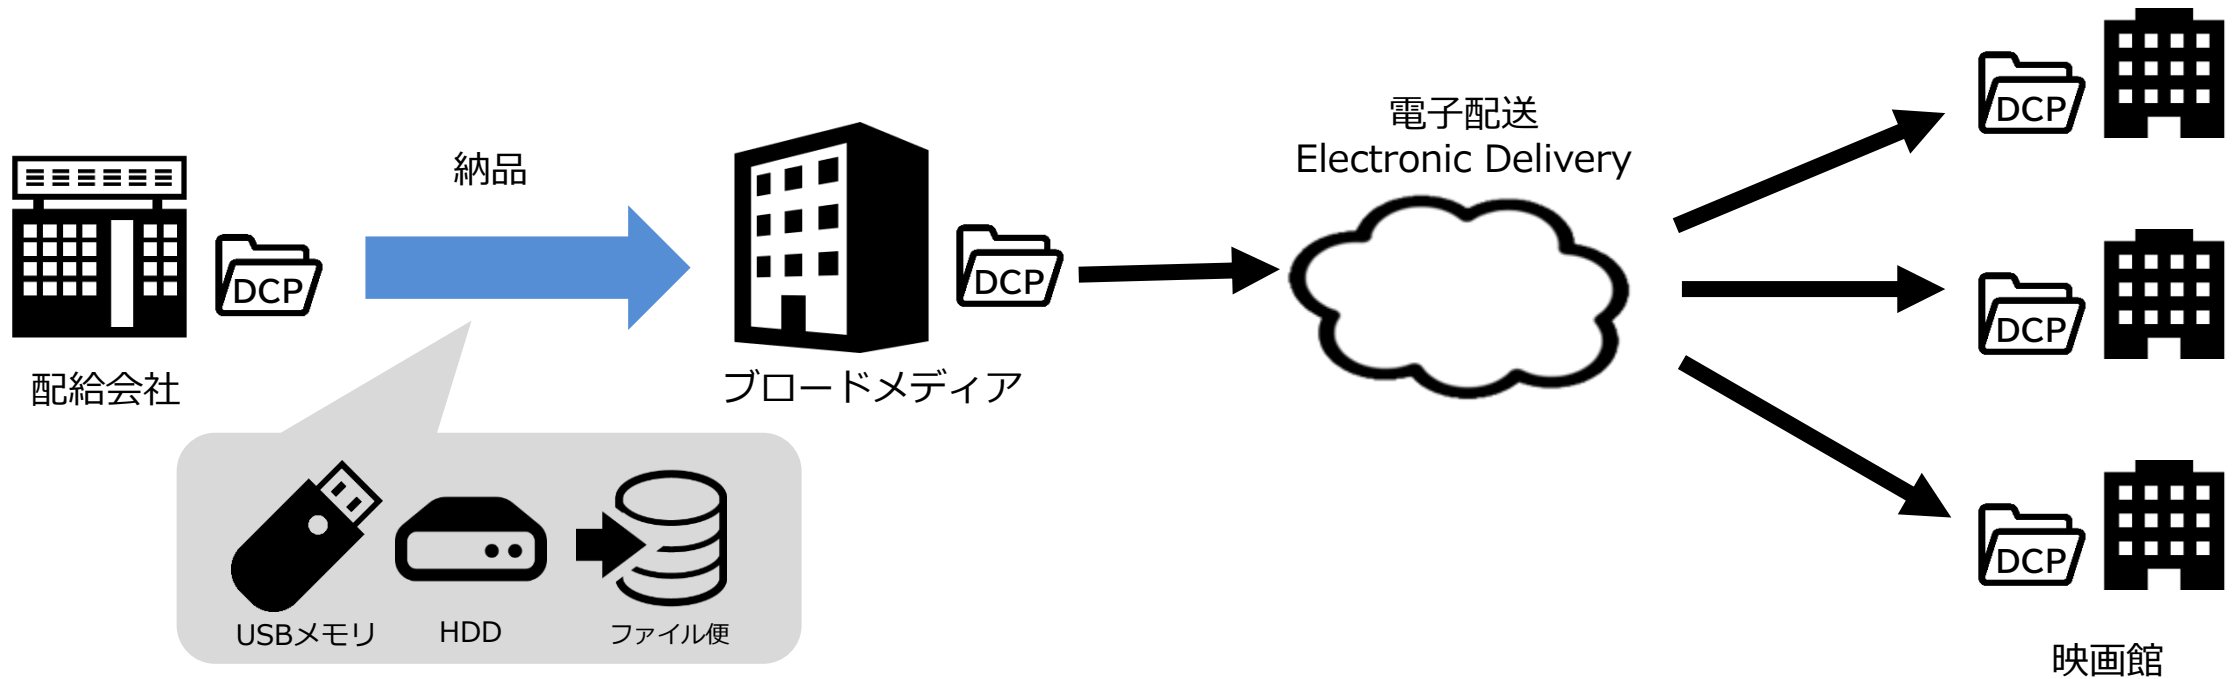 配給会社
DCP
納品
USBメモリ
HDD
ファイル便
ブロードメディア
DCP
電子配送
Electronic Delivery
DCP
DCP
DCP
映画館